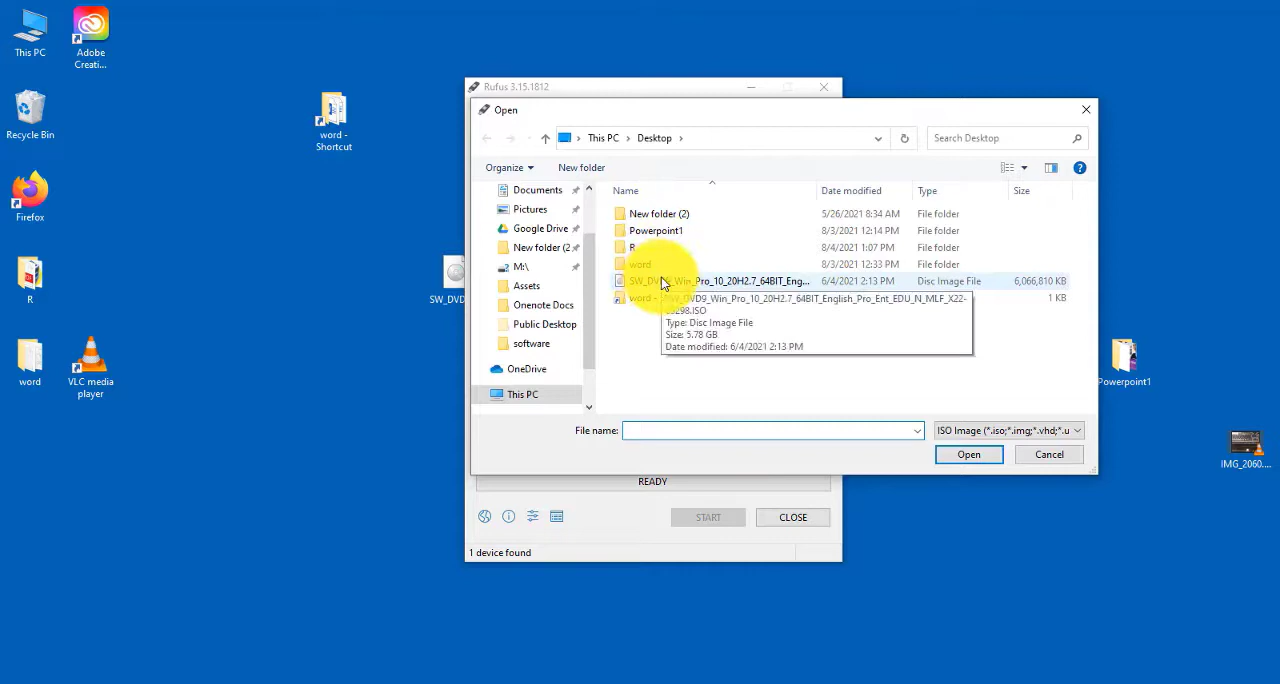 This PC
Adobe
Creati...
Recycle Bin
word -
Shortcut
Firefox
R
word
VLC media
player
SW_DVD
Powerpoint1
IMG_2060....
Rufus 3.15.1812
Open
This PC > Desktop >
Search Desktop
Organize
New folder
Name
Date modified
Type
Size
Documents
Pictures
Google Drive
New folder (2
M:\
Assets
Onenote Docs
Public Desktop
software
OneDrive
This PC
New folder (2) 5/26/2021 8:34 AM File folder
Powerpoint1 8/3/2021 12:14 PM File folder
R 8/4/2021 1:07 PM File folder
word 8/3/2021 12:33 PM File folder
SW_DVD9_Win_Pro_10_20H2.7_64BIT_Eng... 6/4/2021 2:13 PM Disc Image File 6,066,810 KB
word - 1 KB
SW_DVD9_Win_Pro_10_20H2.7_64BIT_English_Pro_Ent_EDU_N_MLF_X22-
Type: Disc Image File
Size: 5.78 GB
Date modified: 6/4/2021 2:13 PM
File name:
ISO Image (*.iso;*.img;*.vhd;*.u
Open
Cancel
READY
START
CLOSE
1 device found